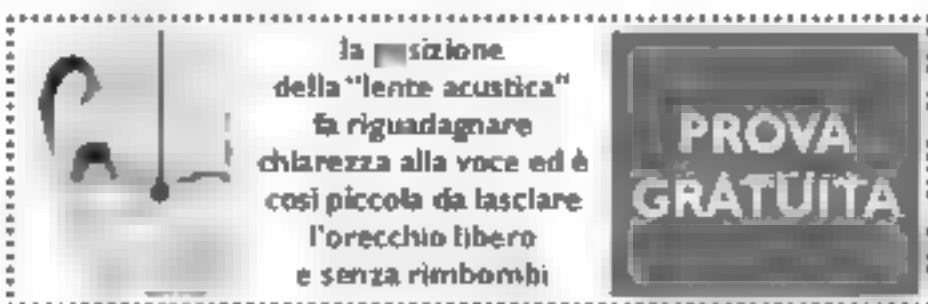 la posizione
della "lente acustica"
fa riguadagnare
chiarezza alla voce ed è
così piccola da lasciare
l'orecchio libero
e senza rimbombi
PROVA
GRATUITA